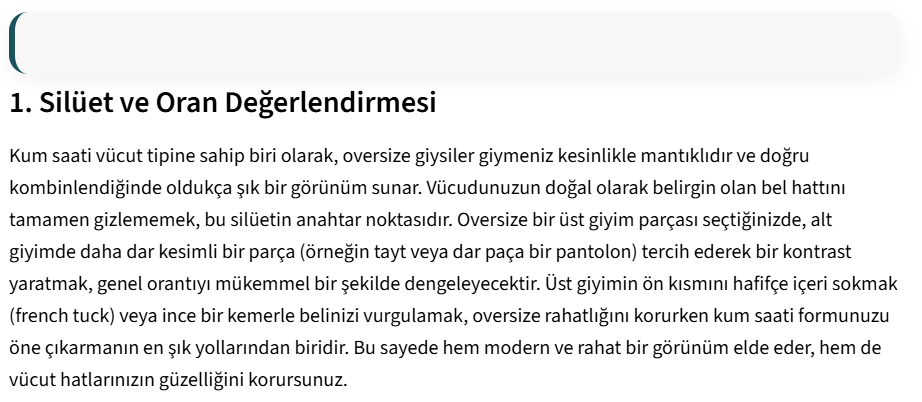 1. Silüet ve Oran Değerlendirmesi
Kum saati vücut tipine sahip biri olarak, oversize giysiler giymeniz kesinlikle mantıklıdır ve doğru
kombinlendiğinde oldukça şık bir görünüm sunar. Vücudunuzun doğal olarak belirgin olan bel hattını
tamamen gizlememek, bu silüetin anahtar noktasıdır. Oversize bir üst giyim parçası seçtiğinizde, alt
giyimde daha dar kesimli bir parça (örneğin tayt veya dar paça bir pantolon) tercih ederek bir kontrast
yaratmak, genel orantıyı mükemmel bir şekilde dengeleyecektir. Üst giyimin ön kısmını hafifçe içeri sokmak
(french tuck) veya ince bir kemerle belinizi vurgulamak, oversize rahatlığını korurken kum saati formunuzu
öne çıkarmanın en şık yollarından biridir. Bu sayede hem modern ve rahat bir görünüm elde eder, hem de
vücut hatlarınızın güzelliğini korursunuz.